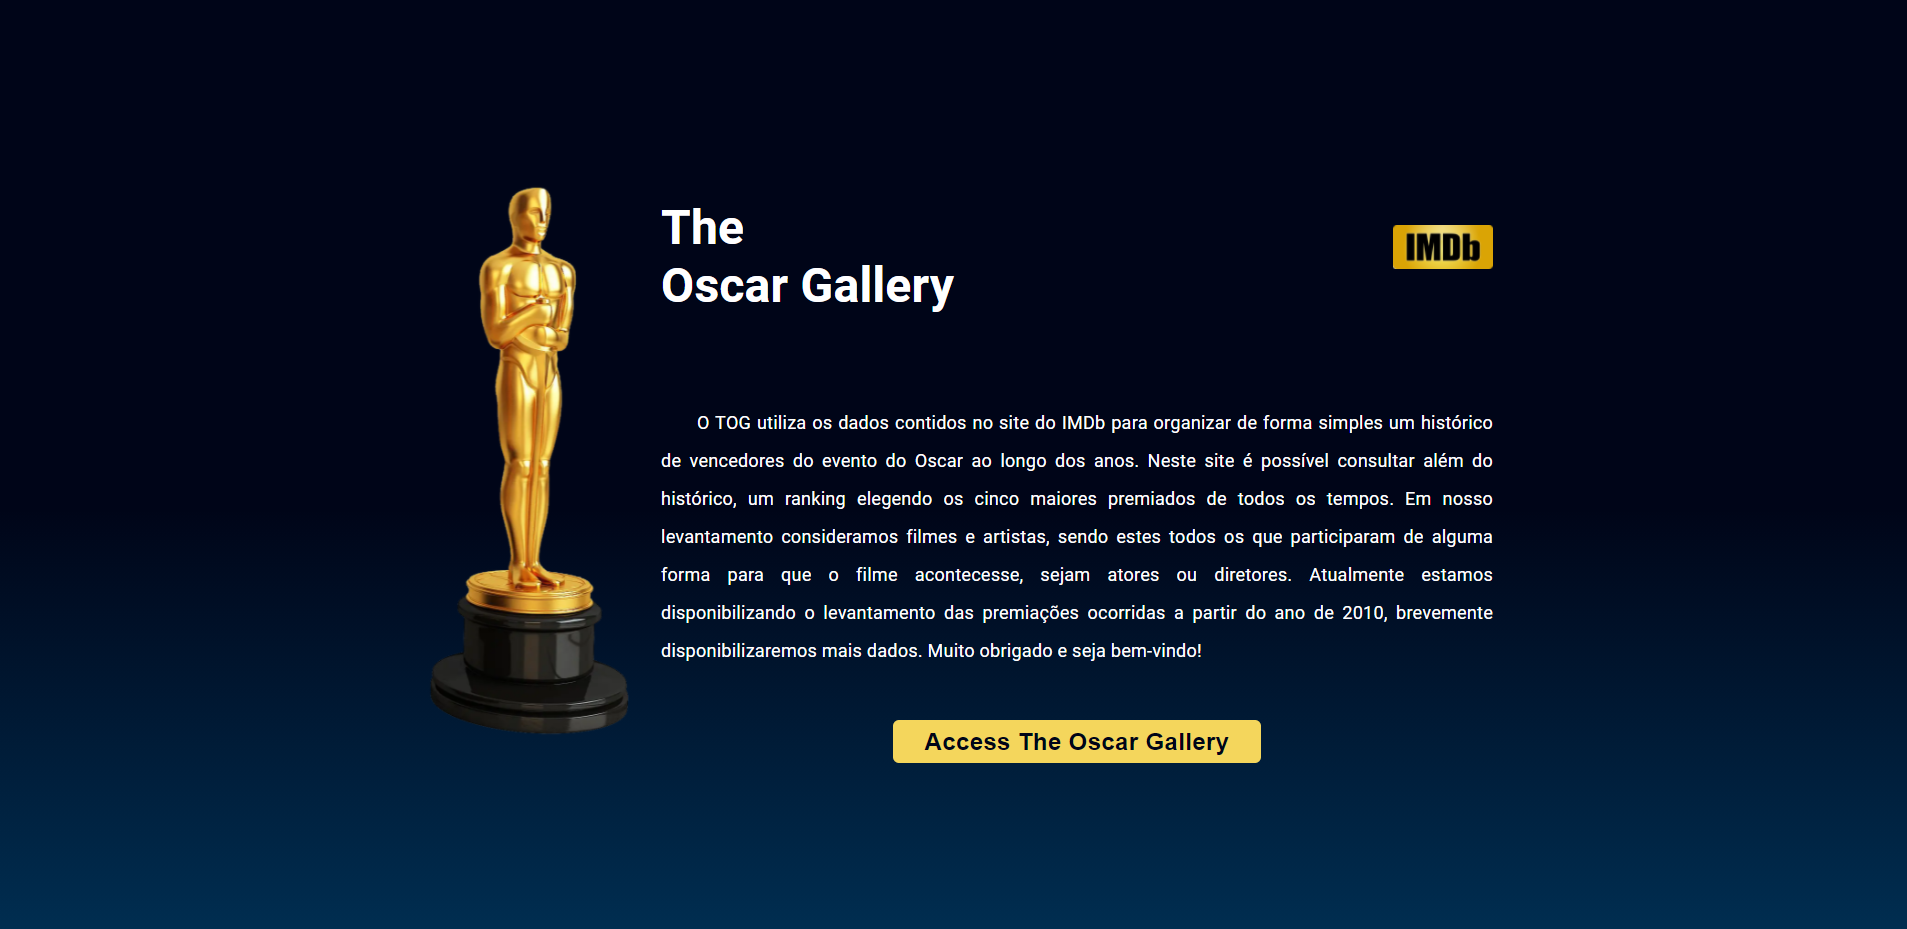 The
Oscar Gallery
IMDb
O TOG utiliza os dados contidos no site do IMDb para organizar de forma simples um histórico
de vencedores do evento do Oscar ao longo dos anos. Neste site é possível consultar além do
histórico, um ranking elegendo os cinco maiores premiados de todos os tempos. Em nosso
levantamento consideramos filmes e artistas, sendo estes todos os que participaram de alguma
forma para que o filme acontecesse, sejam atores ou diretores. Atualmente estamos
disponibilizando o levantamento das premiações ocorridas a partir do ano de 2010, brevemente
disponibilizaremos mais dados. Muito obrigado e seja bem-vindo!
Access The Oscar Gallery